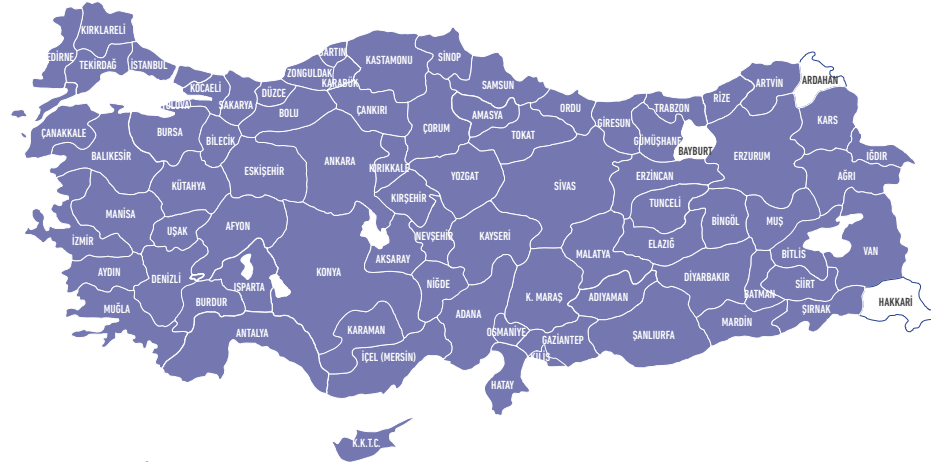 KIRKLARELİ
EDİRNE
TEKİRDAĞ
İSTANBUL
KOCAELİ
SAKARYA
DÜZCE
ZONGULDAK
BARTIN
KARABÜK
KASTAMONU
SİNOP
SAMSUN
ORDU
GİRESUN
TRABZON
RİZE
ARTVİN
ARDAHAN
KARS
IĞDIR
AĞRI
ÇANAKKALE
BALIKESİR
BURSA
BİLECİK
BOLU
ÇANKIRI
ÇORUM
AMASYA
TOKAT
GÜMÜŞHANE
BAYBURT
ERZURUM
ERZİNCAN
KÜTAHYA
ESKİŞEHİR
ANKARA
KIRIKKALE
YOZGAT
SİVAS
TUNCELİ
BİNGÖL
MUŞ
MANİSA
UŞAK
AFYON
KIRŞEHİR
NEVŞEHİR
KAYSERİ
MALATYA
ELAZIĞ
BİTLİS
VAN
İZMİR
AYDIN
DENİZLİ
ISPARTA
KONYA
AKSARAY
NİĞDE
K. MARAŞ
ADIYAMAN
DİYARBAKIR
BATMAN
SİİRT
ŞIRNAK
HAKKARİ
MUĞLA
BURDUR
ANTALYA
KARAMAN
İÇEL (MERSİN)
ADANA
OSMANİYE
GAZİANTEP
KİLİS
ŞANLIURFA
MARDİN
HATAY
K.K.T.C.